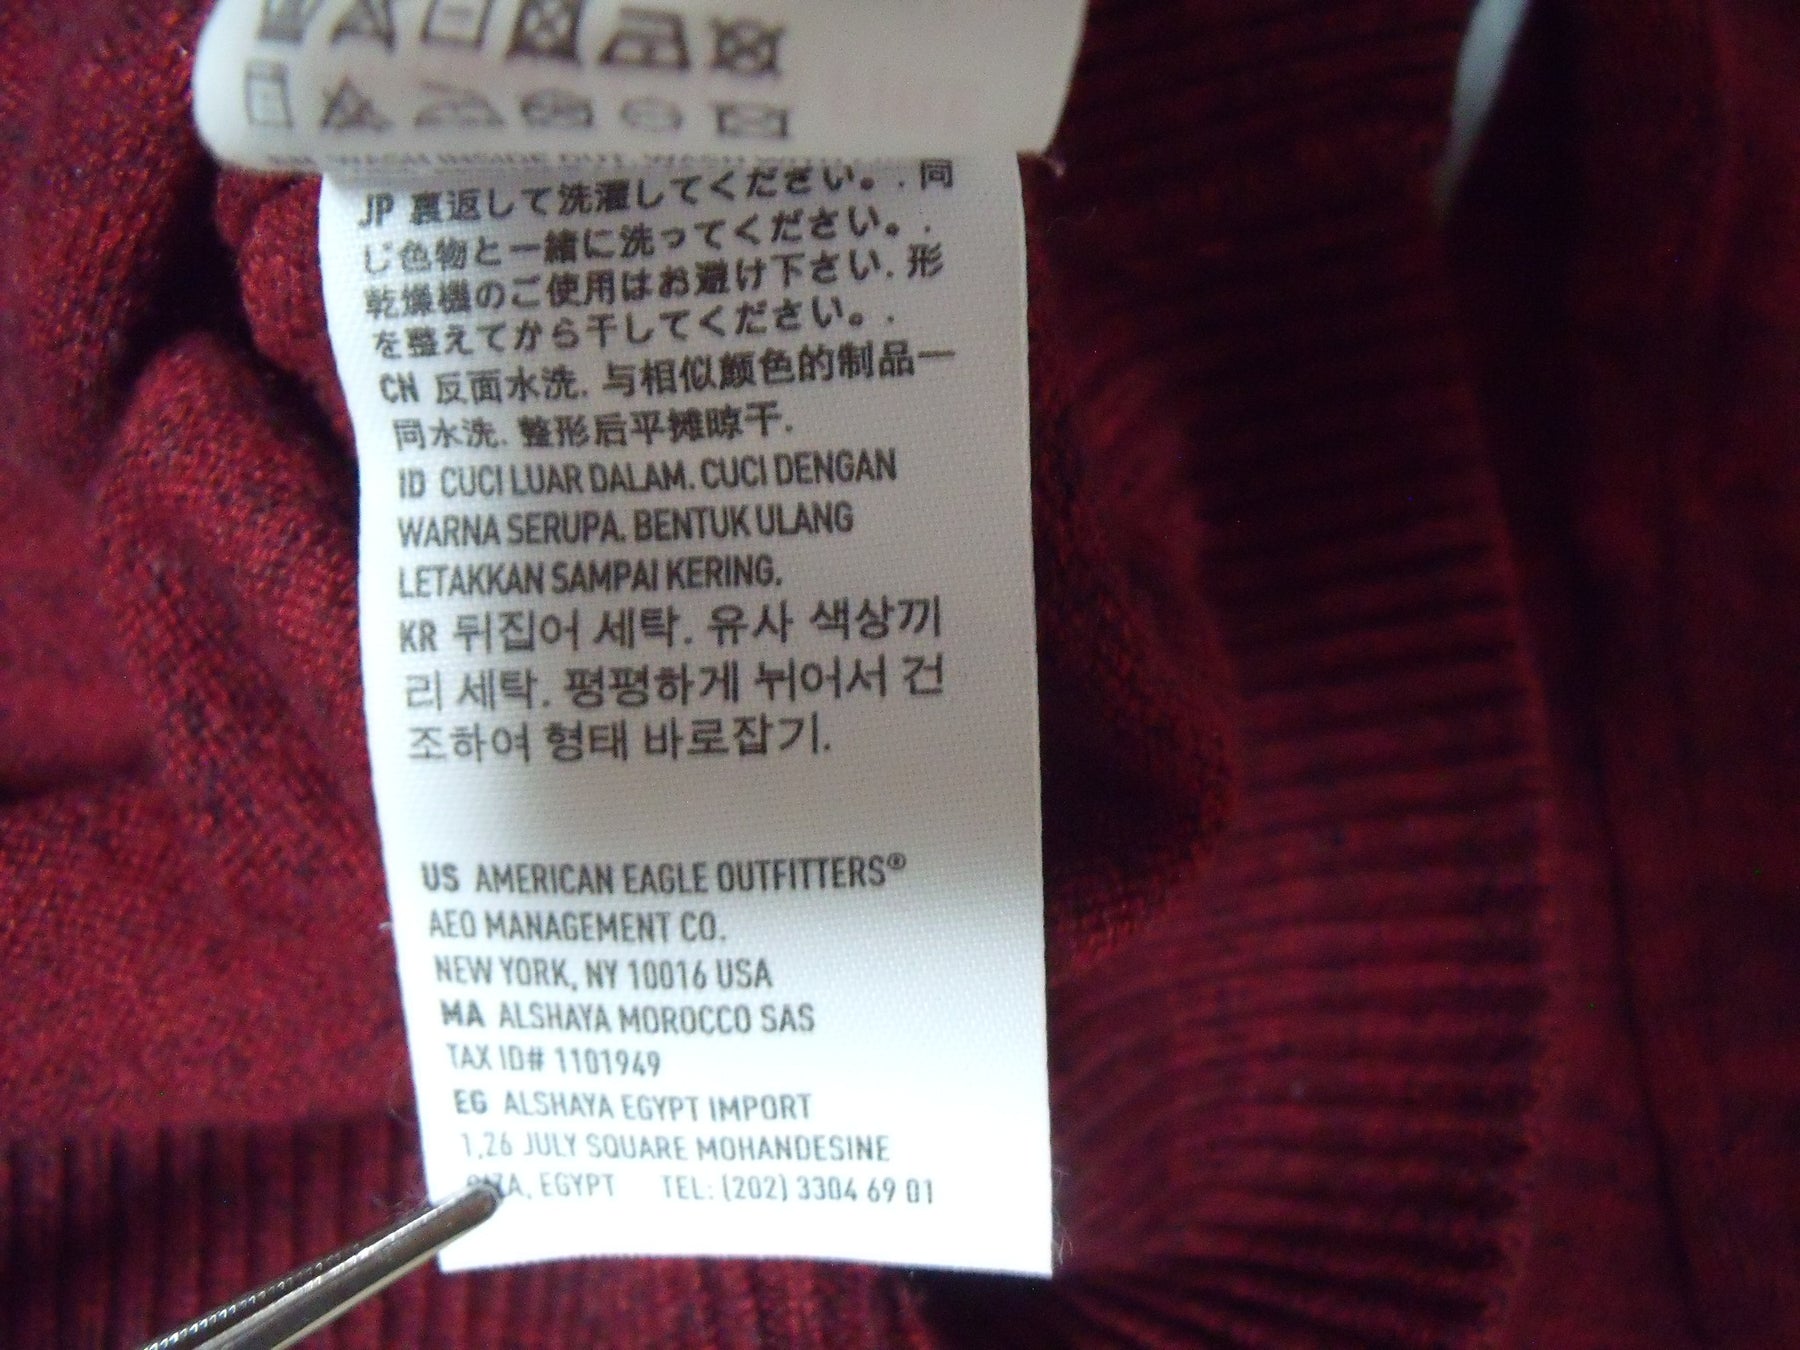 WASH INSIDE OUT. WASH WITH
JP 裏返して洗濯してください。. 同
じ色物と一緒に洗ってください。.
乾燥機のご使用はお避け下さい. 形
を整えてから干してください。.
CN 反面水洗. 与相似颜色的制品一
同水洗. 整形后平摊晾干.
ID CUCI LUAR DALAM. CUCI DENGAN
WARNA SERUPA. BENTUK ULANG
LETAKKAN SAMPAI KERING.
KR 뒤집어 세탁. 유사 색상끼
리 세탁. 평평하게 뉘어서 건
조하여 형태 바로잡기.
US AMERICAN EAGLE OUTFITTERS®
AEO MANAGEMENT CO.
NEW YORK, NY 10016 USA
MA ALSHAYA MOROCCO SAS
TAX ID# 1101949
EG ALSHAYA EGYPT IMPORT
1,26 JULY SQUARE MOHANDESINE
GIZA, EGYPT TEL: (202) 3304 69 01